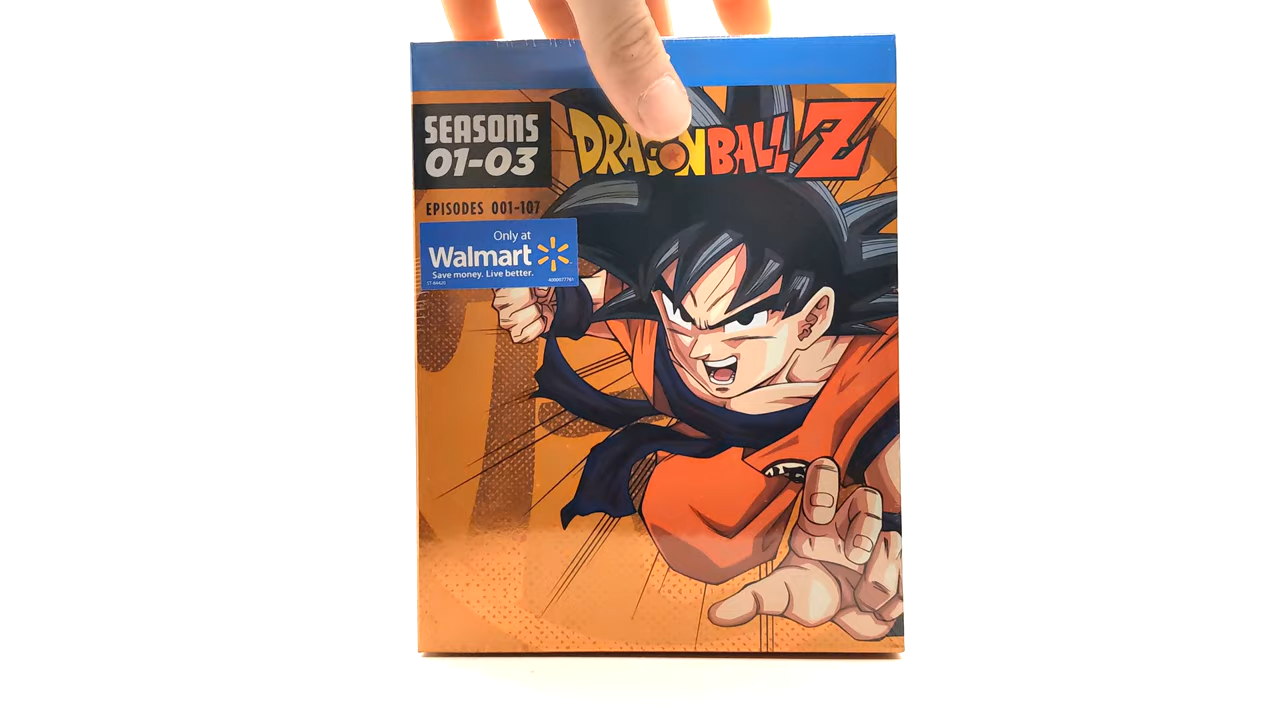 SEASONS
01-03
DRAGON BALL Z
EPISODES 001-107
Only at
Walmart
Save money. Live better.